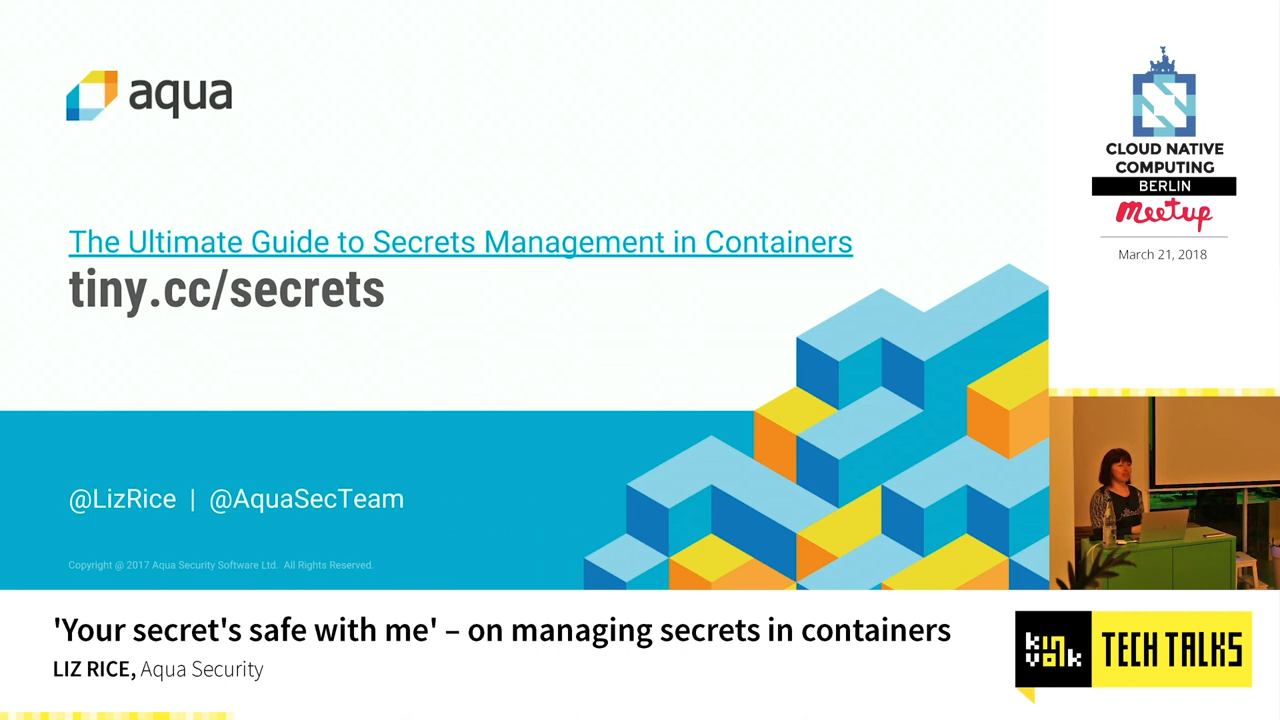 aqua
The Ultimate Guide to Secrets Management in Containers
tiny.cc/secrets
@LizRice | @AquaSecTeam
Copyright @ 2017 Aqua Security Software Ltd. All Rights Reserved.
CLOUD NATIVE
COMPUTING
BERLIN
meetup
March 21, 2018
'Your secret's safe with me' – on managing secrets in containers
LIZ RICE, Aqua Security
kinvolk
TECH TALKS